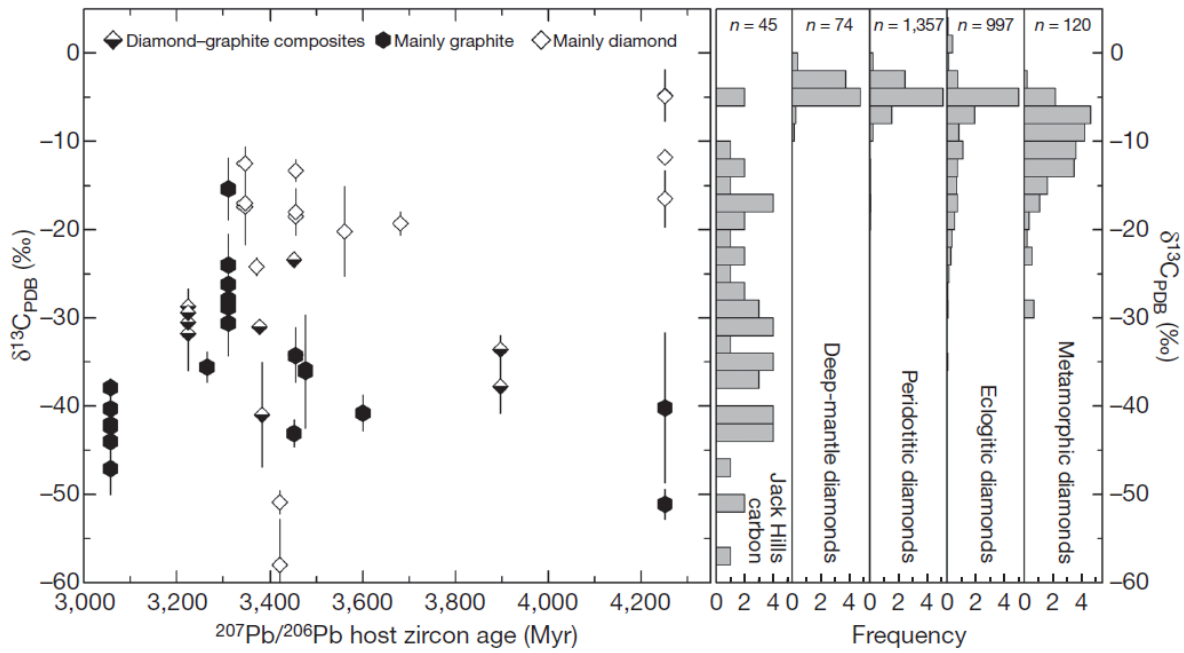 Diamond–graphite composites Mainly graphite Mainly diamond
0
–10
–20
–30
–40
–50
–60
δ¹³C_PDB (‰)
3,000 3,200 3,400 3,600 3,800 4,000 4,200
²⁰⁷Pb/²⁰⁶Pb host zircon age (Myr)
n = 45 n = 74 n = 1,357 n = 997 n = 120
Jack Hills
carbon
Deep-mantle diamonds
Peridotitic diamonds
Eclogitic diamonds
Metamorphic diamonds
0 2 4 0 2 4 0 2 4 0 2 4 0 2 4
Frequency
0
–10
–20
–30
–40
–50
–60
δ¹³C_PDB (‰)